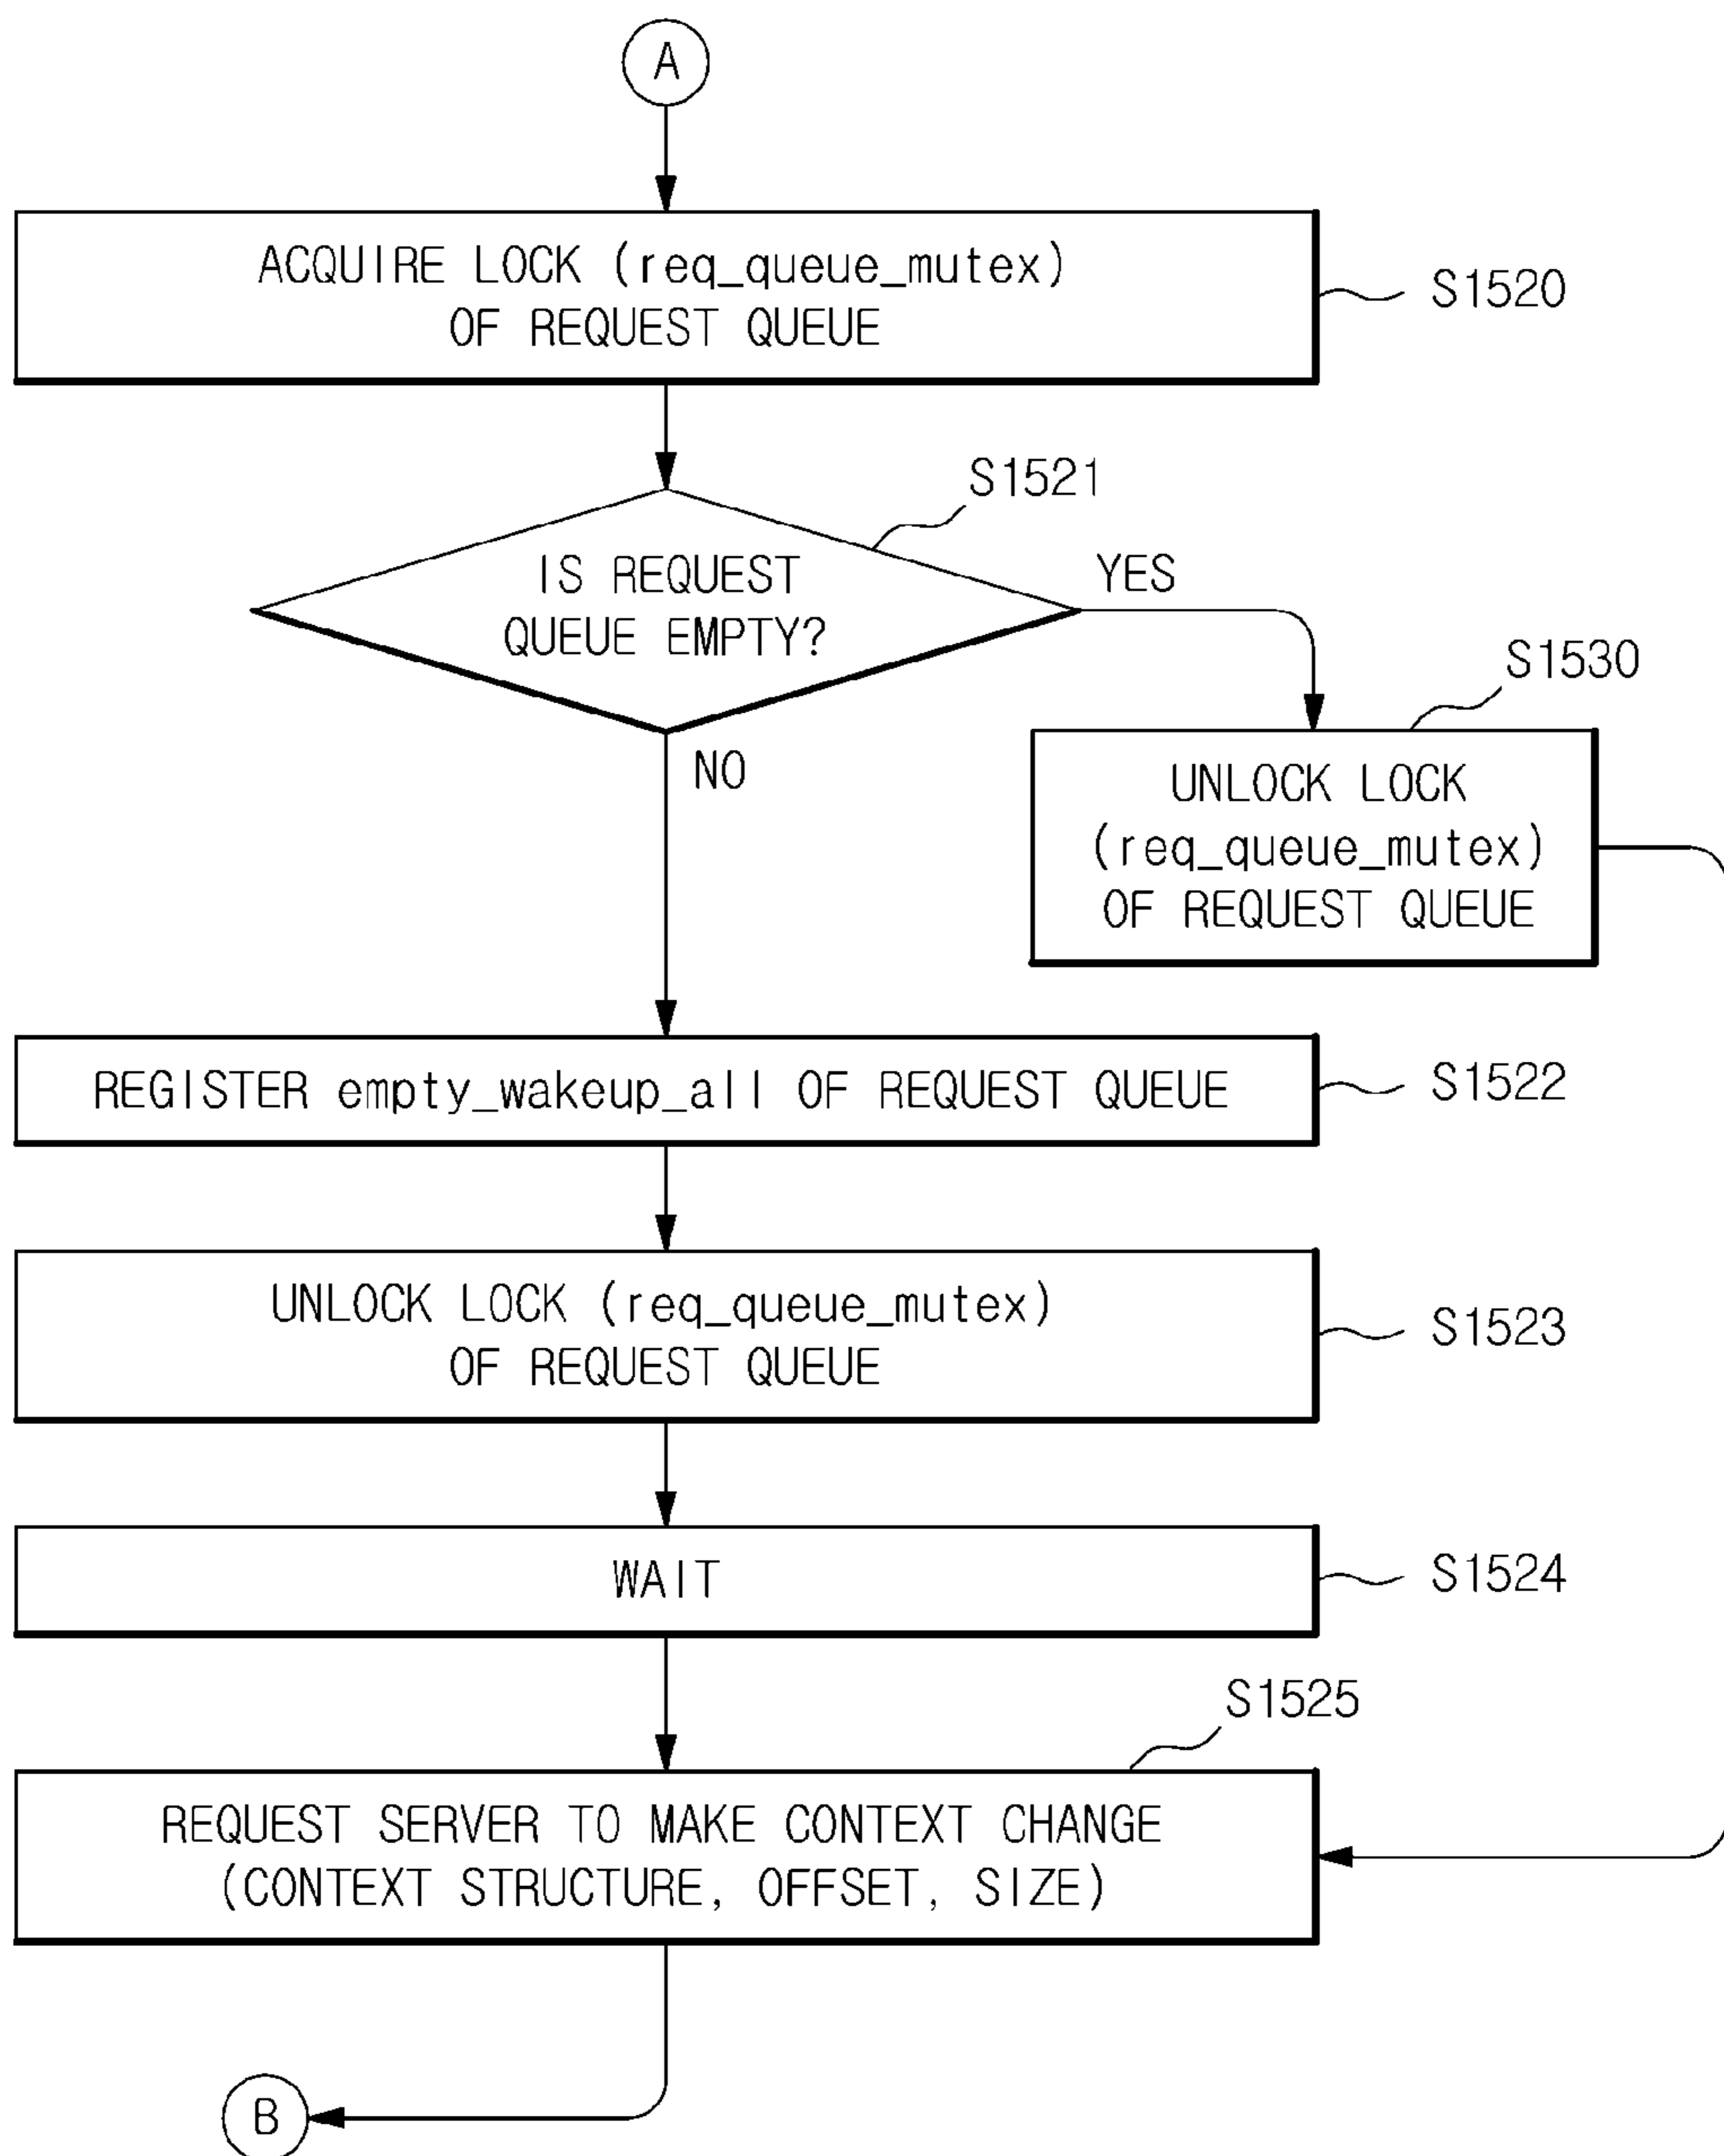 A
ACQUIRE LOCK (req_queue_mutex)
OF REQUEST QUEUE
S1520
S1521
IS REQUEST
QUEUE EMPTY?
YES
NO
S1530
UNLOCK LOCK
(req_queue_mutex)
OF REQUEST QUEUE
REGISTER empty_wakeup_all OF REQUEST QUEUE
S1522
UNLOCK LOCK (req_queue_mutex)
OF REQUEST QUEUE
S1523
WAIT
S1524
S1525
REQUEST SERVER TO MAKE CONTEXT CHANGE
(CONTEXT STRUCTURE, OFFSET, SIZE)
B